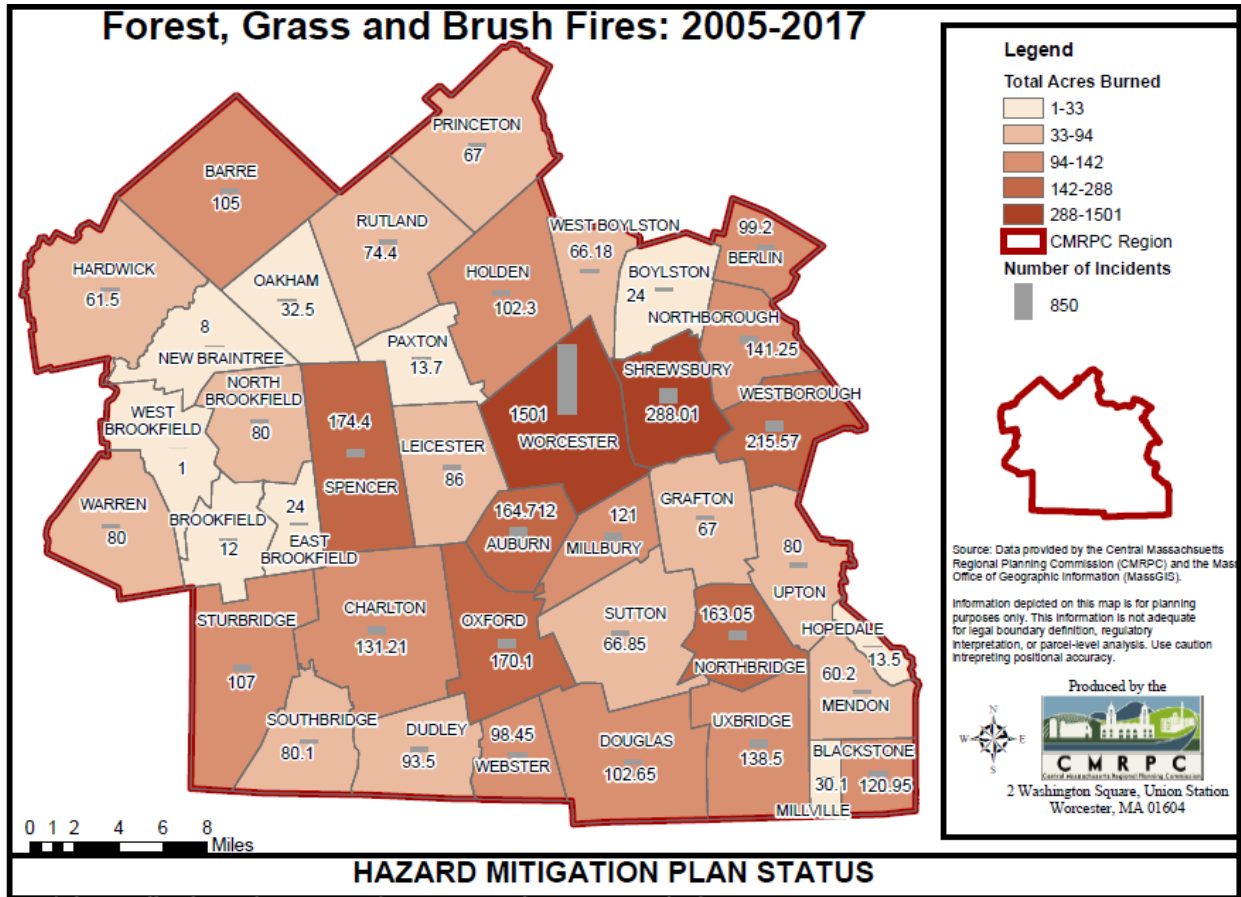 Forest, Grass and Brush Fires: 2005-2017
PRINCETON
67
BARRE
105
RUTLAND
74.4
WEST BOYLSTON
66.18
99.2
BERLIN
HARDWICK
61.5
OAKHAM
32.5
HOLDEN
102.3
BOYLSTON
24
8
NEW BRAINTREE
PAXTON
13.7
NORTHBOROUGH
141.25
SHREWSBURY
288.01
NORTH
BROOKFIELD
80
WEST
BROOKFIELD
1
174.4
SPENCER
LEICESTER
86
1501
WORCESTER
WESTBOROUGH
215.57
WARREN
80
BROOKFIELD
12
24
EAST
BROOKFIELD
164.712
AUBURN
121
MILLBURY
GRAFTON
67
80
UPTON
STURBRIDGE
107
CHARLTON
131.21
OXFORD
170.1
SUTTON
66.85
163.05
NORTHBRIDGE
HOPEDALE
13.5
60.2
MENDON
SOUTHBRIDGE
80.1
DUDLEY
93.5
98.45
WEBSTER
DOUGLAS
102.65
UXBRIDGE
138.5
BLACKSTONE
120.95
30.1
MILLVILLE
0 1 2 4 6 8
Miles
Legend
Total Acres Burned
1-33
33-94
94-142
142-288
288-1501
CMRPC Region
Number of Incidents
850
Source: Data provided by the Central Massachusetts
Regional Planning Commission (CMRPC) and the Mass
Office of Geographic Information (MassGIS).
Information depicted on this map is for planning
purposes only. This information is not adequate
for legal boundary definition, regulatory
interpretation, or parcel-level analysis. Use caution
intrepreting positional accuracy.
Produced by the
N
W E
S
CMRPC
Central Massachusetts Regional Planning Commission
2 Washington Square, Union Station
Worcester, MA 01604
HAZARD MITIGATION PLAN STATUS